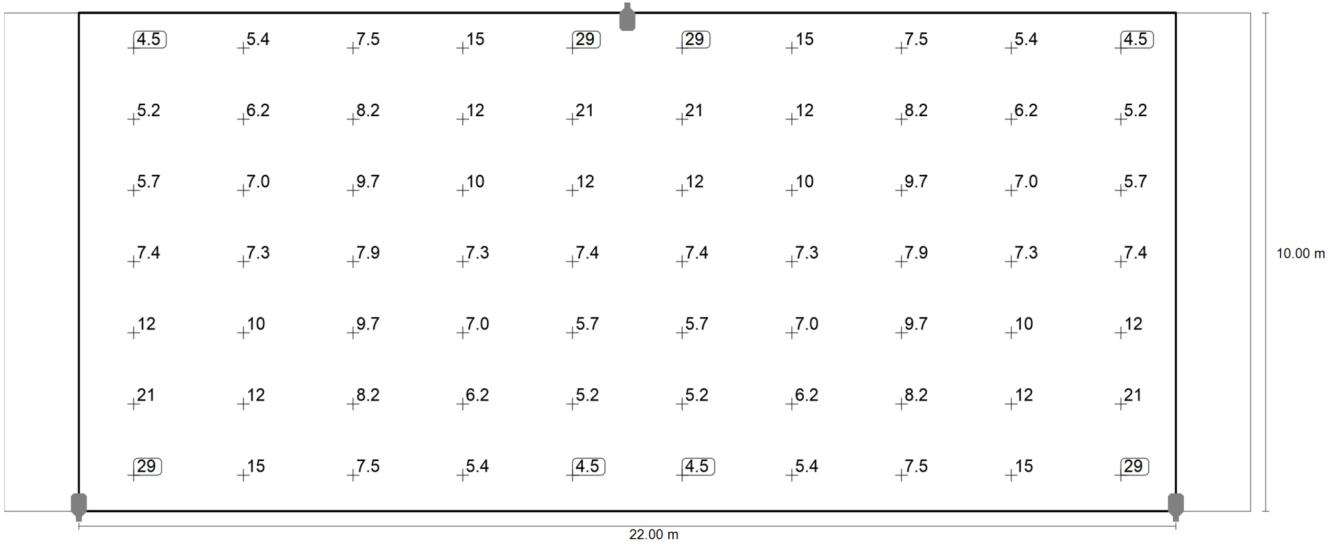 4.5 5.4 7.5 15 29 29 15 7.5 5.4 4.5
5.2 6.2 8.2 12 21 21 12 8.2 6.2 5.2
5.7 7.0 9.7 10 12 12 10 9.7 7.0 5.7
7.4 7.3 7.9 7.3 7.4 7.4 7.3 7.9 7.3 7.4
10.00 m
12 10 9.7 7.0 5.7 5.7 7.0 9.7 10 12
21 12 8.2 6.2 5.2 5.2 6.2 8.2 12 21
29 15 7.5 5.4 4.5 4.5 5.4 7.5 15 29
22.00 m